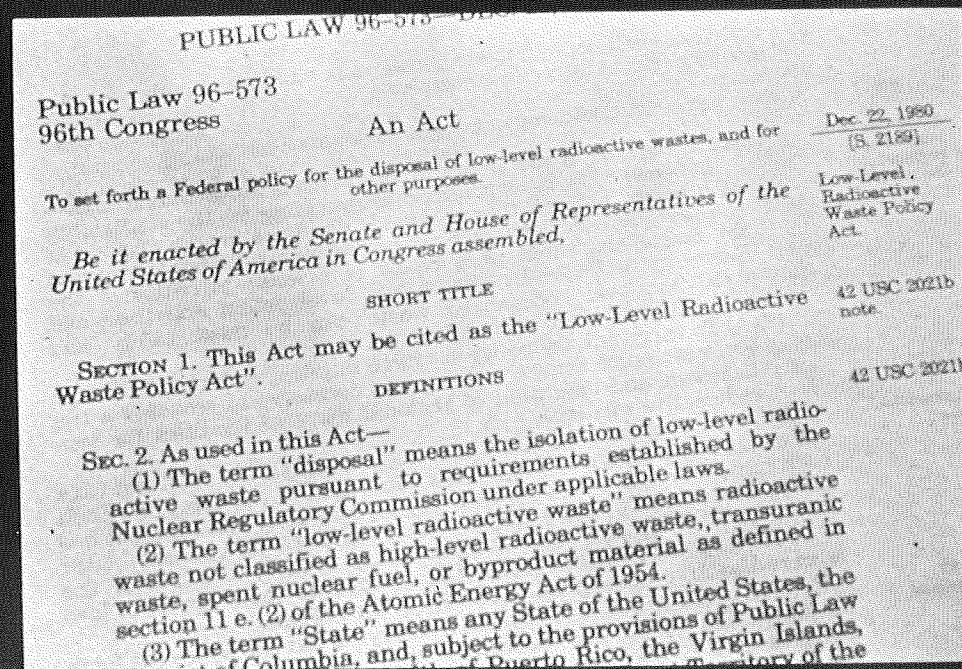 PUBLIC LAW 96-573—DEC.
Public Law 96-573
96th Congress
An Act
Dec. 22, 1980
[S. 2189]
To set forth a Federal policy for the disposal of low-level radioactive wastes, and for
other purposes.
Low-Level
Radioactive
Waste Policy
Act.
Be it enacted by the Senate and House of Representatives of the
United States of America in Congress assembled,
SHORT TITLE
SECTION 1. This Act may be cited as the "Low-Level Radioactive
Waste Policy Act".
42 USC 2021b
note.
DEFINITIONS
42 USC 2021b
SEC. 2. As used in this Act—
(1) The term "disposal" means the isolation of low-level radio-
active waste pursuant to requirements established by the
Nuclear Regulatory Commission under applicable laws.
(2) The term "low-level radioactive waste" means radioactive
waste not classified as high-level radioactive waste, transuranic
waste, spent nuclear fuel, or byproduct material as defined in
section 11 e. (2) of the Atomic Energy Act of 1954.
(3) The term "State" means any State of the United States, the
of Columbia, and, subject to the provisions of Public Law
of Puerto Rico, the Virgin Islands,
of the